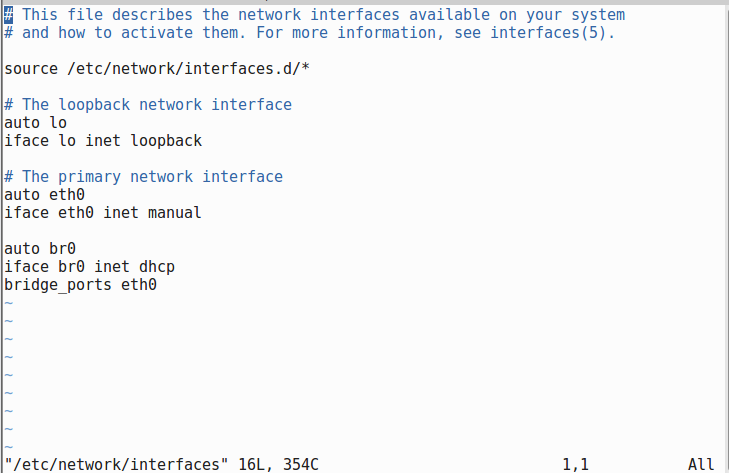 # This file describes the network interfaces available on your system
# and how to activate them. For more information, see interfaces(5).
source /etc/network/interfaces.d/*
# The loopback network interface
auto lo
iface lo inet loopback
# The primary network interface
auto eth0
iface eth0 inet manual
auto br0
iface br0 inet dhcp
bridge_ports eth0
~
~
~
~
~
~
~
~
~
"/etc/network/interfaces" 16L, 354C 1,1 All